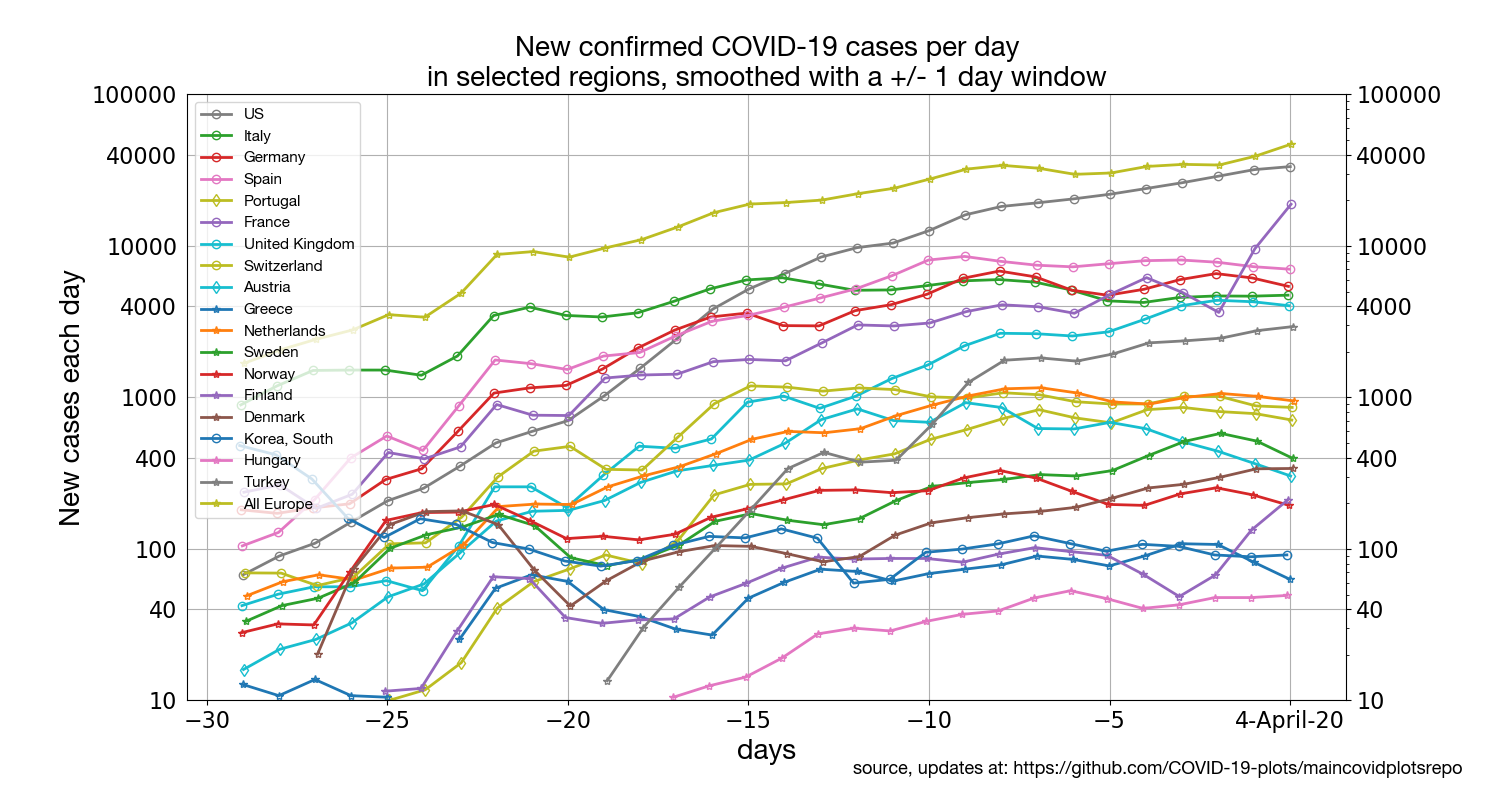 New confirmed COVID-19 cases per day
in selected regions, smoothed with a +/- 1 day window
100000
40000
10000
4000
1000
400
100
40
10
New cases each day
US
Italy
Germany
Spain
Portugal
France
United Kingdom
Switzerland
Austria
Greece
Netherlands
Sweden
Norway
Finland
Denmark
Korea, South
Hungary
Turkey
All Europe
100000
40000
10000
4000
1000
400
100
40
10
−30 −25 −20 −15 −10 −5 4-April-20
days
source, updates at: https://github.com/COVID-19-plots/maincovidplotsrepo